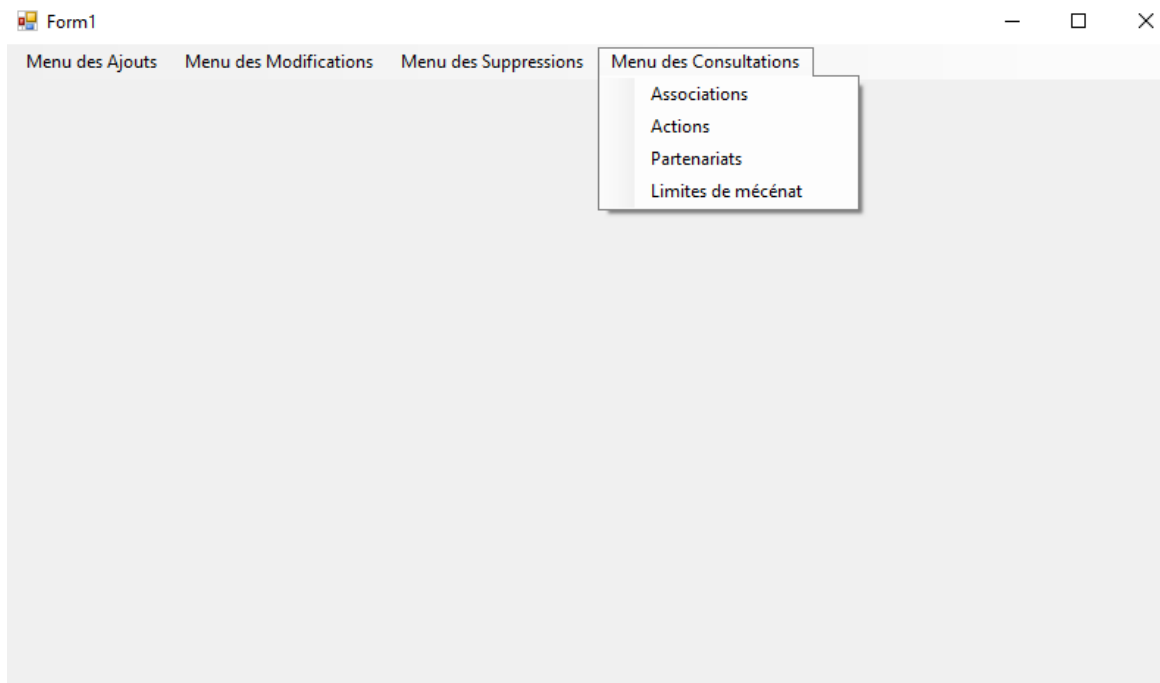 Form1
Menu des Ajouts Menu des Modifications Menu des Suppressions Menu des Consultations
Associations
Actions
Partenariats
Limites de mécénat